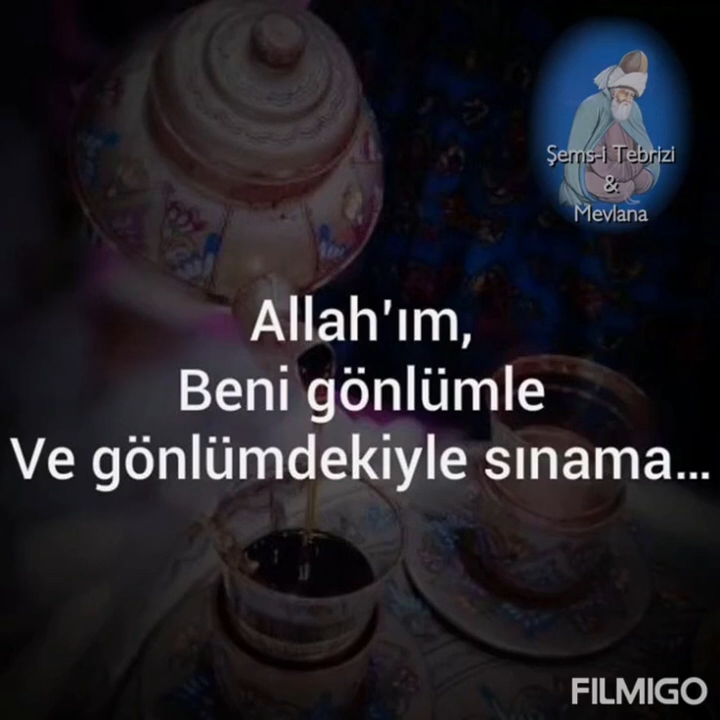 Şems-i Tebrizi
&
Mevlana
Allah'ım,
Beni gönlümle
Ve gönlümdekiyle sınama...
FILMIGO